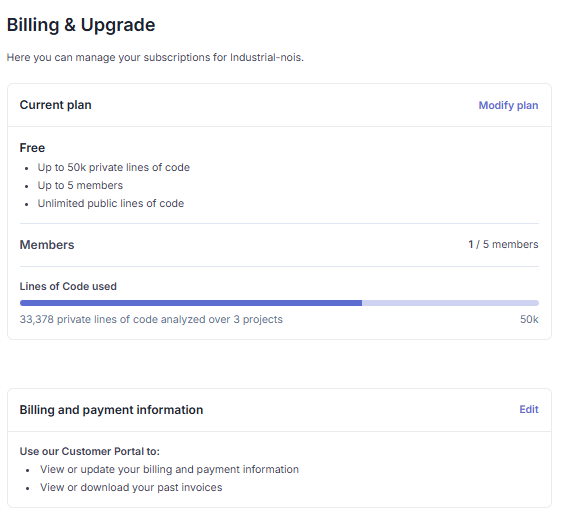 Billing & Upgrade
Here you can manage your subscriptions for Industrial-nois.
Current plan
Modify plan
Free
• Up to 50k private lines of code
• Up to 5 members
• Unlimited public lines of code
Members
1 / 5 members
Lines of Code used
33,378 private lines of code analyzed over 3 projects
50k
Billing and payment information
Edit
Use our Customer Portal to:
• View or update your billing and payment information
• View or download your past invoices